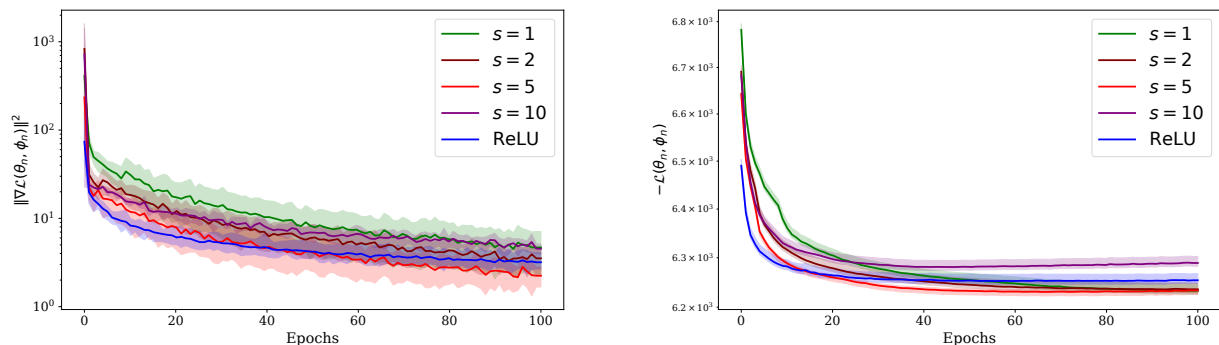 10³
10²
10¹
10⁰
‖∇ℒ(θₙ, ϕₙ)‖²
0
20
40
60
80
100
Epochs
s = 1
s = 2
s = 5
s = 10
ReLU
6.8 × 10³
6.7 × 10³
6.6 × 10³
6.5 × 10³
6.4 × 10³
6.3 × 10³
6.2 × 10³
−ℒ(θₙ, ϕₙ)
0
20
40
60
80
100
Epochs
s = 1
s = 2
s = 5
s = 10
ReLU